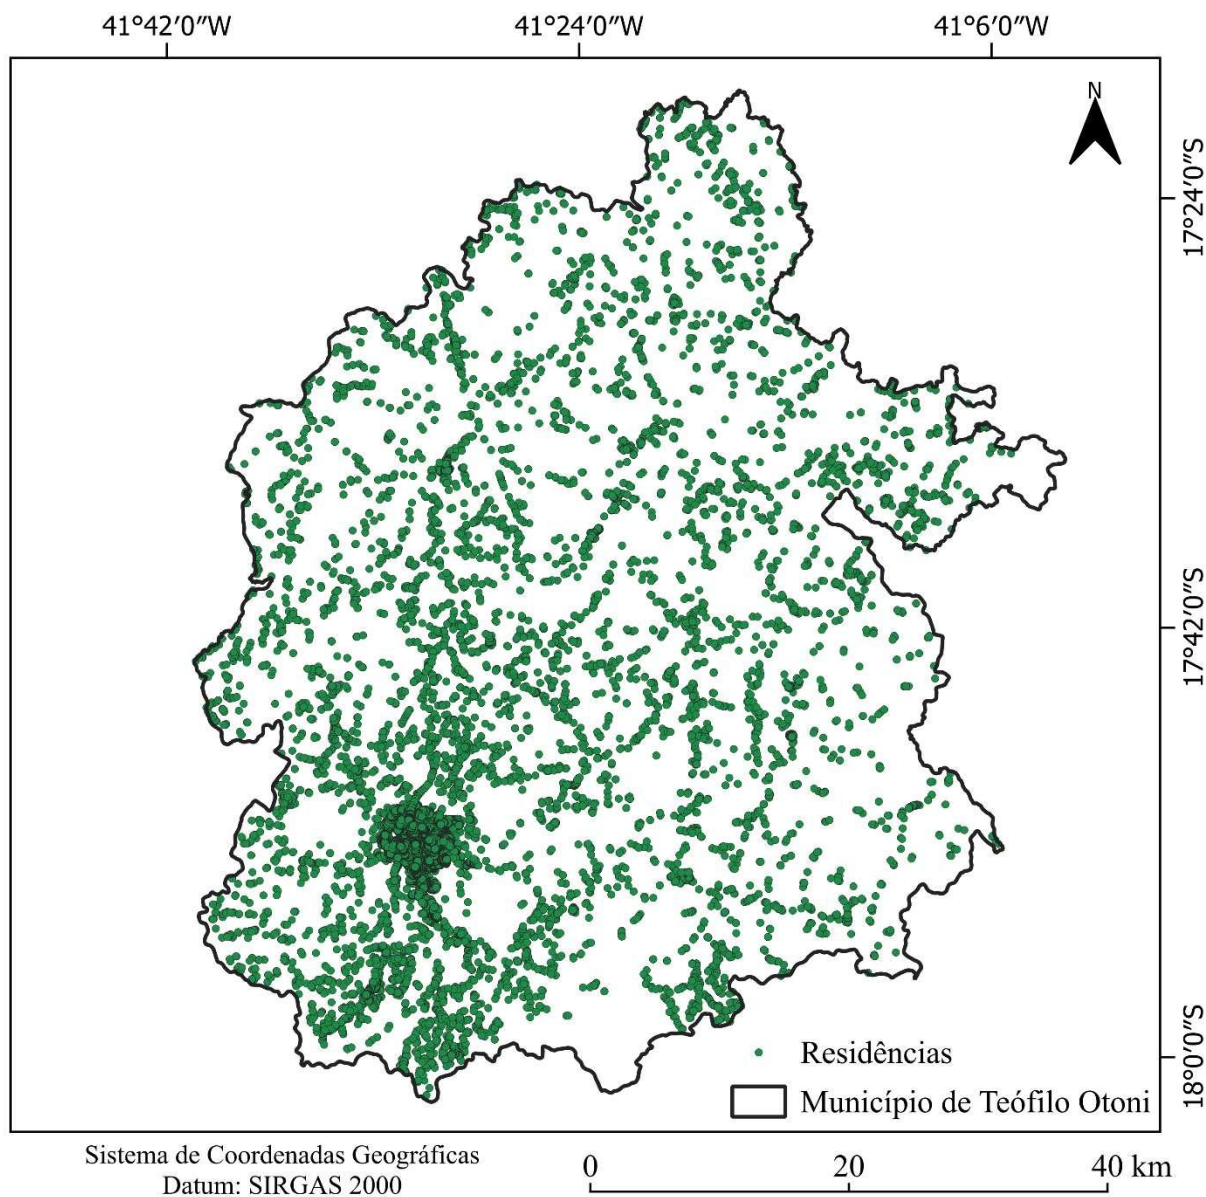 41°42′0″W 41°24′0″W 41°6′0″W
N
17°24′0″S
17°42′0″S
18°0′0″S
Residências
Município de Teófilo Otoni
Sistema de Coordenadas Geográficas
Datum: SIRGAS 2000
0 20 40 km